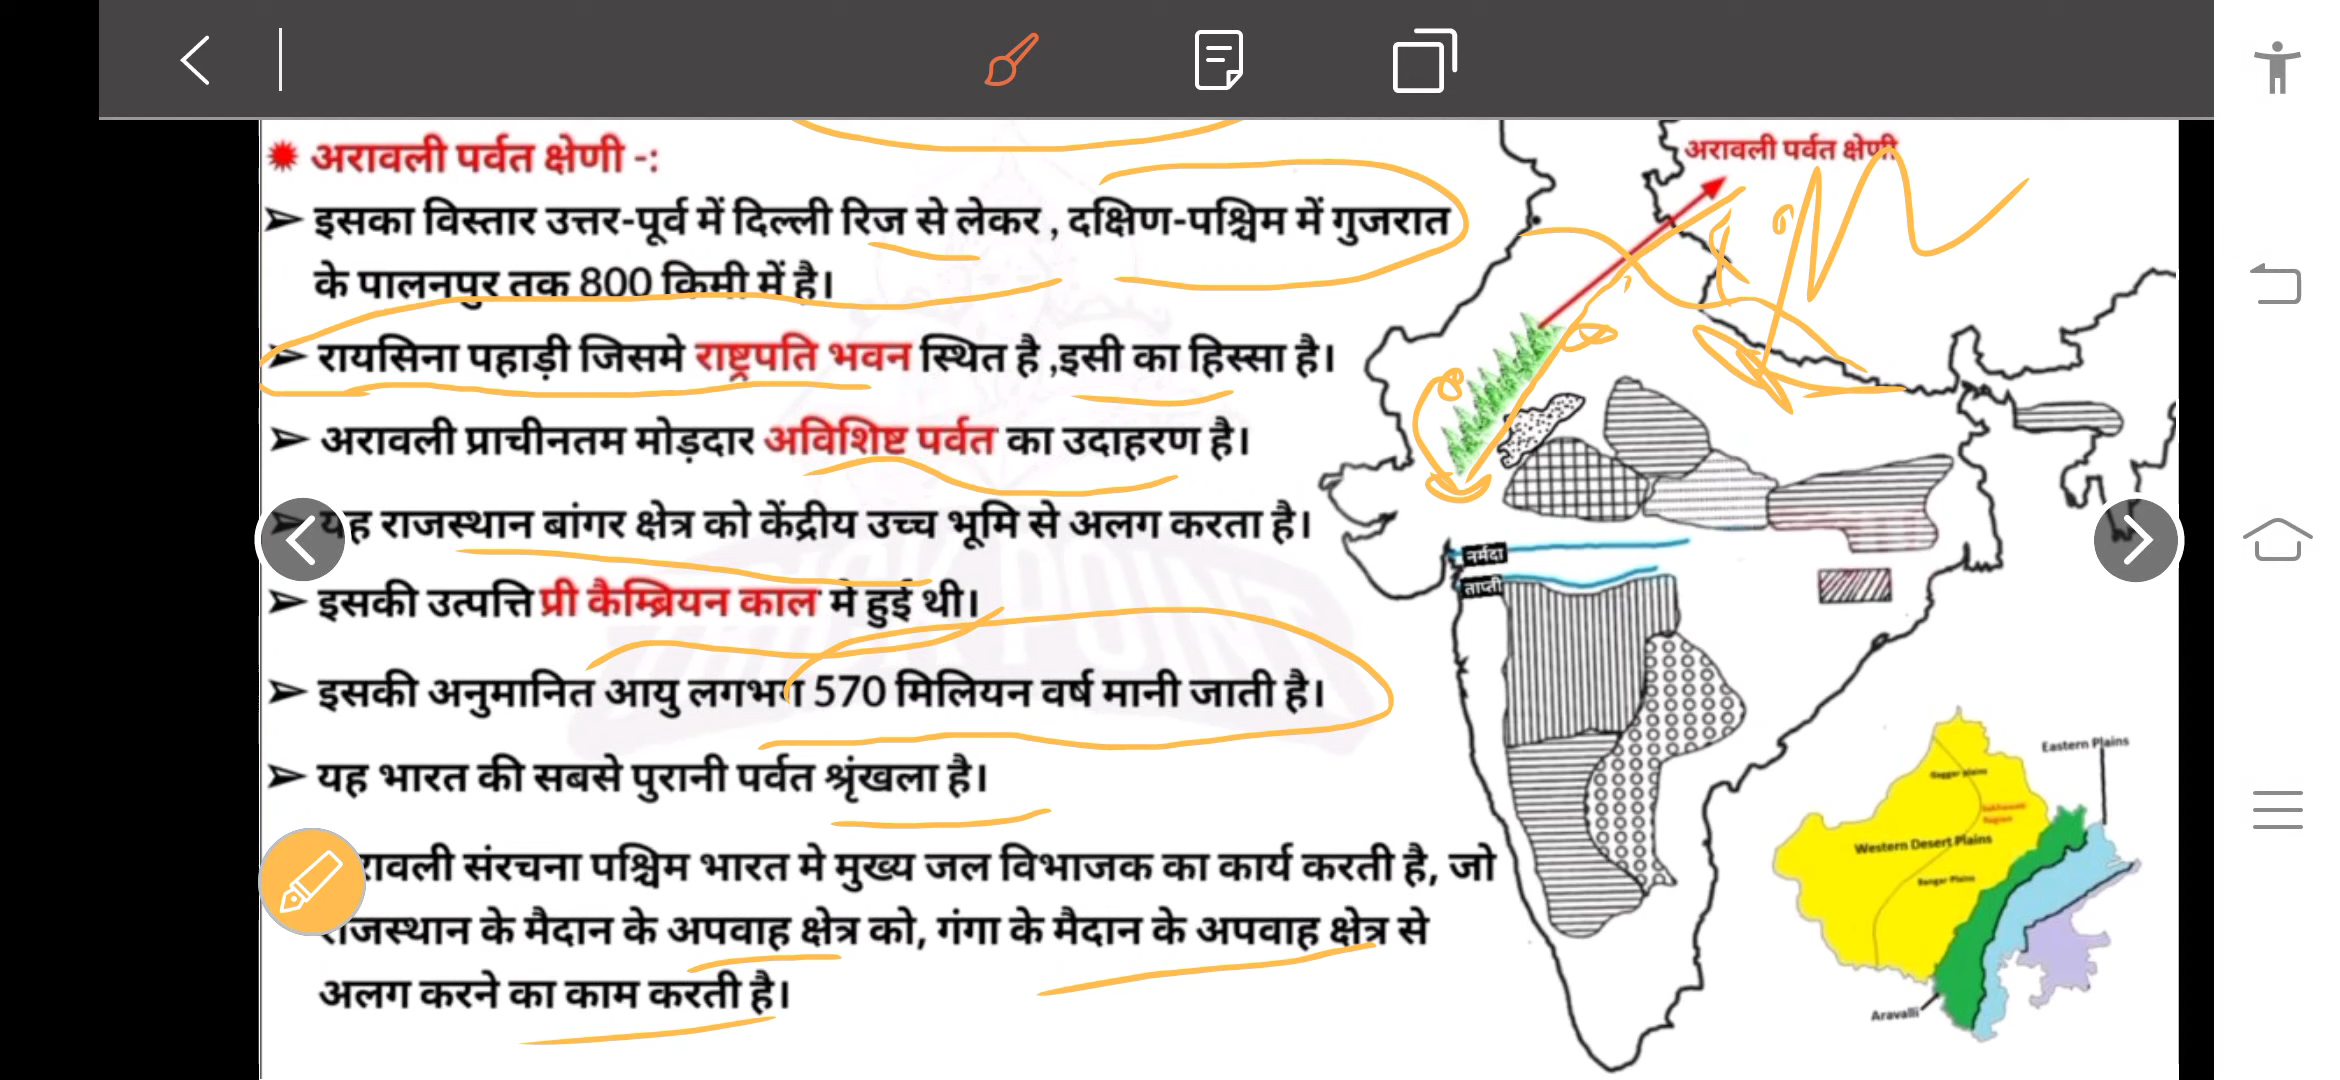 अरावली पर्वत क्षेणी -:
इसका विस्तार उत्तर-पूर्व में दिल्ली रिज से लेकर , दक्षिण-पश्चिम में गुजरात
के पालनपुर तक 800 किमी में है।
रायसिना पहाड़ी जिसमे राष्ट्रपति भवन स्थित है ,इसी का हिस्सा है।
अरावली प्राचीनतम मोड़दार अविशिष्ट पर्वत का उदाहरण है।
यह राजस्थान बांगर क्षेत्र को केंद्रीय उच्च भूमि से अलग करता है।
इसकी उत्पत्ति प्री कैम्ब्रियन काल मे हुई थी।
इसकी अनुमानित आयु लगभग 570 मिलियन वर्ष मानी जाती है।
यह भारत की सबसे पुरानी पर्वत श्रृंखला है।
रावली संरचना पश्चिम भारत मे मुख्य जल विभाजक का कार्य करती है, जो
राजस्थान के मैदान के अपवाह क्षेत्र को, गंगा के मैदान के अपवाह क्षेत्र से
अलग करने का काम करती है।
अरावली पर्वत क्षेणी
नर्मदा
ताप्ती
Eastern Plains
Western Desert Plains
Bangar Plains
Aravalli